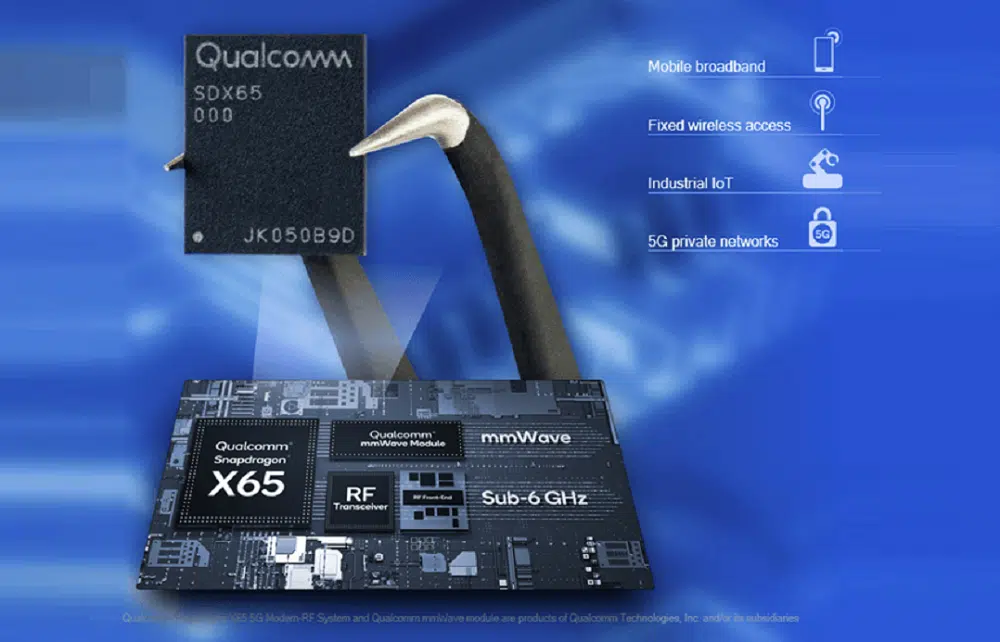 Qualcomm
SDX65
000
JK050B9D
Mobile broadband
Fixed wireless access
Industrial IoT
5G private networks
5G
Qualcomm
Snapdragon
X65
Qualcomm
mmWave Module
mmWave
RF
Transceiver
RF Front-End
Sub-6 GHz
X65 5G Modem-RF System and Qualcomm mmWave module are products of Qualcomm Technologies, Inc. and/or its subsidiaries